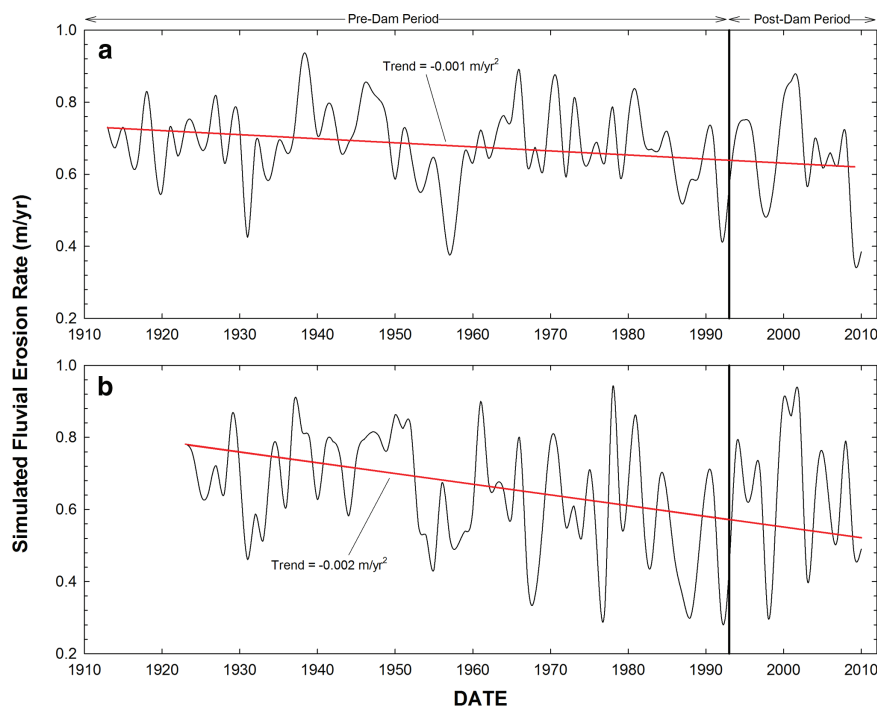 Pre-Dam Period
Post-Dam Period
Simulated Fluvial Erosion Rate (m/yr)
a
Trend = -0.001 m/yr²
1.0
0.8
0.6
0.4
0.2
1910 1920 1930 1940 1950 1960 1970 1980 1990 2000 2010
b
Trend = -0.002 m/yr²
1.0
0.8
0.6
0.4
0.2
1910 1920 1930 1940 1950 1960 1970 1980 1990 2000 2010
DATE